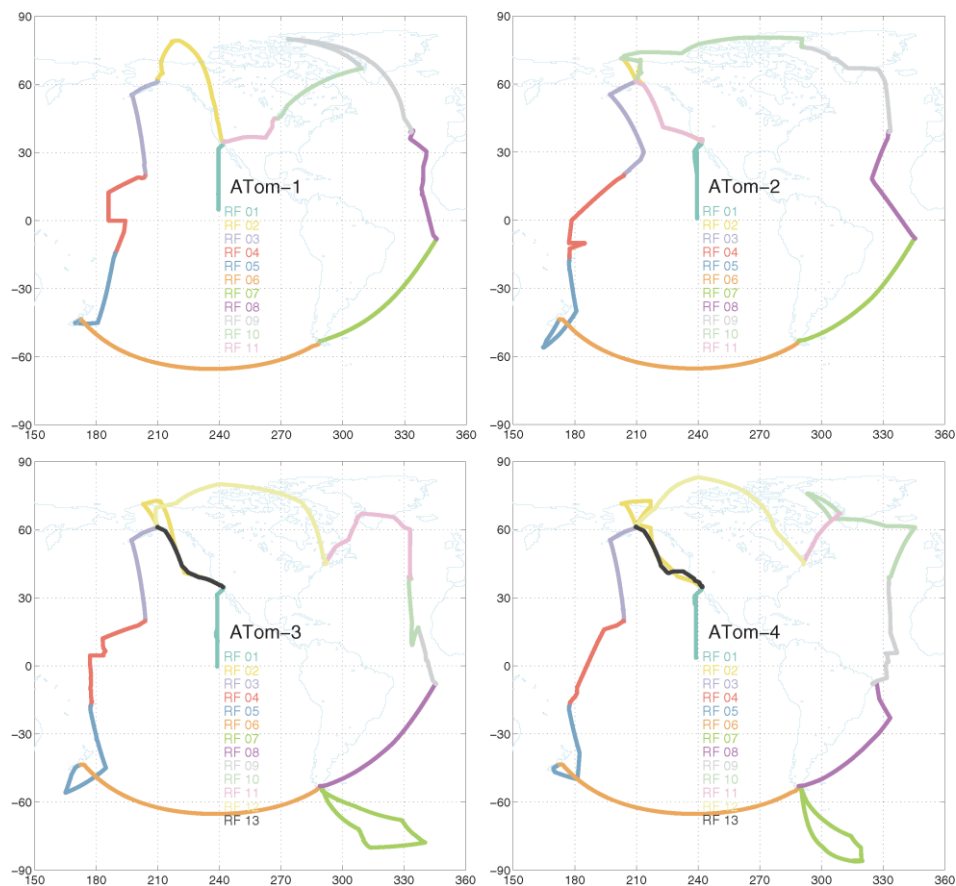 90
60
30
0
−30
−60
−90
150 180 210 240 270 300 330 360
ATom−1
RF 01
RF 02
RF 03
RF 04
RF 05
RF 06
RF 07
RF 08
RF 09
RF 10
RF 11
90
60
30
0
−30
−60
−90
150 180 210 240 270 300 330 360
ATom−2
RF 01
RF 02
RF 03
RF 04
RF 05
RF 06
RF 07
RF 08
RF 09
RF 10
RF 11
90
60
30
0
−30
−60
−90
150 180 210 240 270 300 330 360
ATom−3
RF 01
RF 02
RF 03
RF 04
RF 05
RF 06
RF 07
RF 08
RF 09
RF 10
RF 11
RF 12
RF 13
90
60
30
0
−30
−60
−90
150 180 210 240 270 300 330 360
ATom−4
RF 01
RF 02
RF 03
RF 04
RF 05
RF 06
RF 07
RF 08
RF 09
RF 10
RF 11
RF 12
RF 13